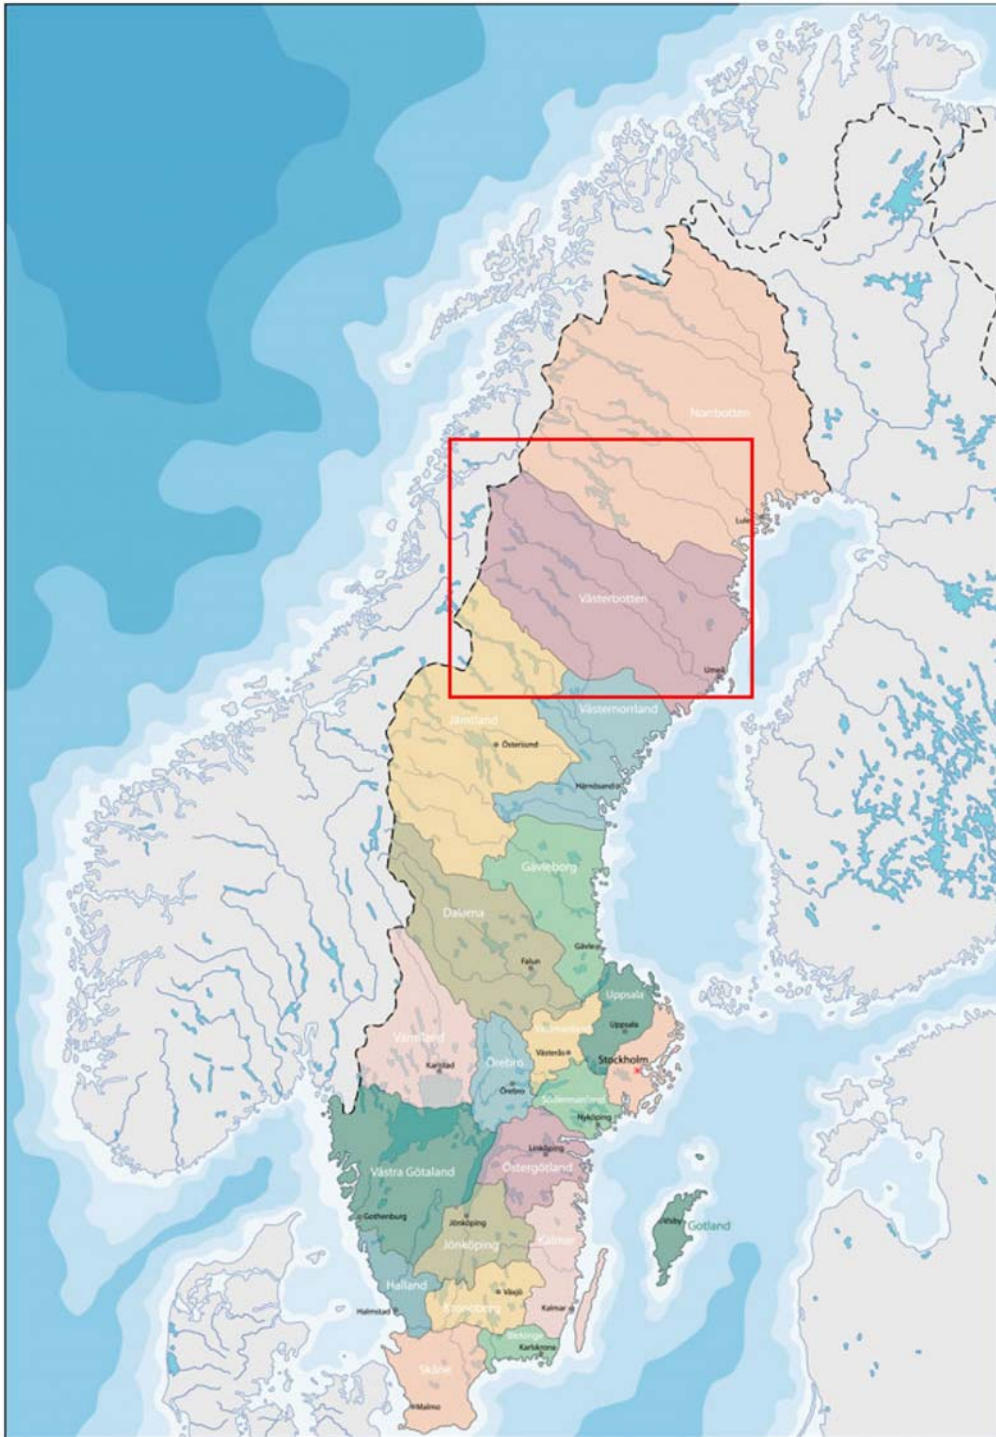 Norrbotten
Lule
Västerbotten
Umeå
Västernorrland
Jämtland
Östersund
Härnösand
Gävleborg
Dalarna
Gävle
Falun
Uppsala
Uppsala
Värmland
Västmanland
Västerås
Stockholm
Karlstad
Örebro
Örebro
Södermanland
Nyköping
Linköping
Östergötland
Västra Götaland
Gothenburg
Jönköping
Jönköping
Kalmar
Visby
Gotland
Halland
Växjö
Kronoberg
Halmstad
Kalmar
Blekinge
Karlskrona
Skåne
Malmo